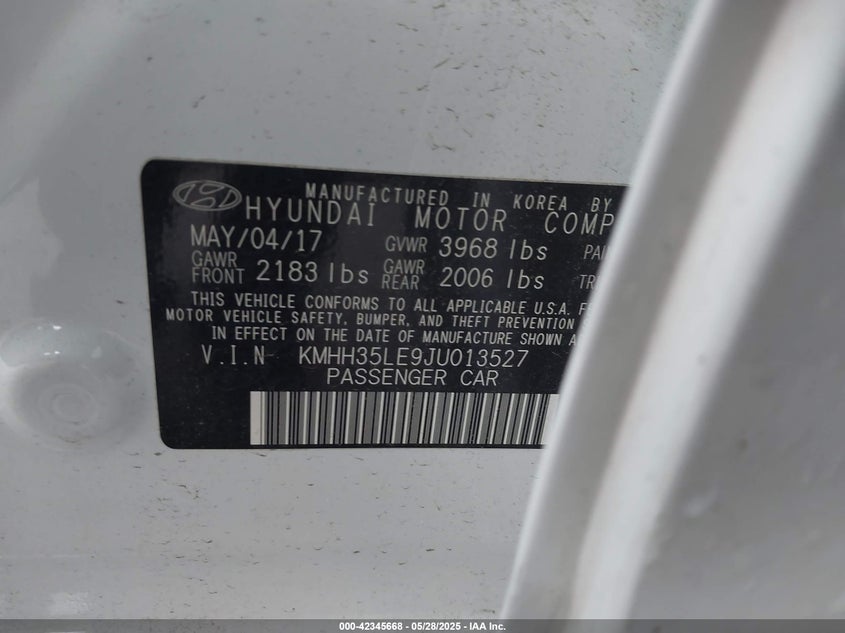 MANUFACTURED IN KOREA BY
HYUNDAI MOTOR COMP
MAY/04/17 GVWR 3968 lbs PAI
GAWR FRONT 2183 lbs GAWR REAR 2006 lbs TR
THIS VEHICLE CONFORMS TO ALL APPLICABLE U.S.A. F
MOTOR VEHICLE SAFETY, BUMPER, AND THEFT PREVENTION
IN EFFECT ON THE DATE OF MANUFACTURE SHOWN A
V.I.N KMHH35LE9JU013527
PASSENGER CAR
000-42345668 - 05/28/2025 - IAA Inc.